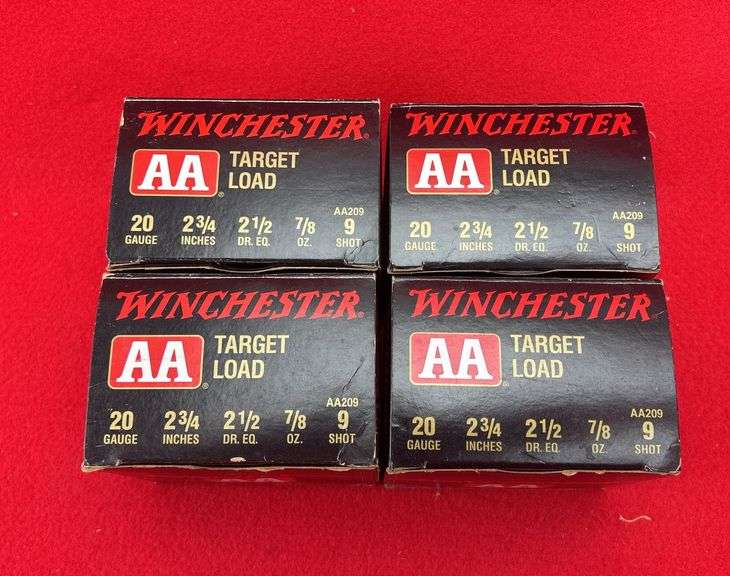 WINCHESTER®
AA® TARGET
LOAD
AA209
20 2 3/4 2 1/2 7/8 9
GAUGE INCHES DR. EQ. OZ. SHOT
WINCHESTER
AA® TARGET
LOAD
AA209
20 2 3/4 2 1/2 7/8 9
GAUGE INCHES DR. EQ. OZ. SHOT
WINCHESTER®
AA® TARGET
LOAD
AA209
20 2 3/4 2 1/2 7/8 9
GAUGE INCHES DR. EQ. OZ. SHOT
WINCHESTER
AA® TARGET
LOAD
AA209
20 2 3/4 2 1/2 7/8 9
GAUGE INCHES DR. EQ. OZ. SHOT